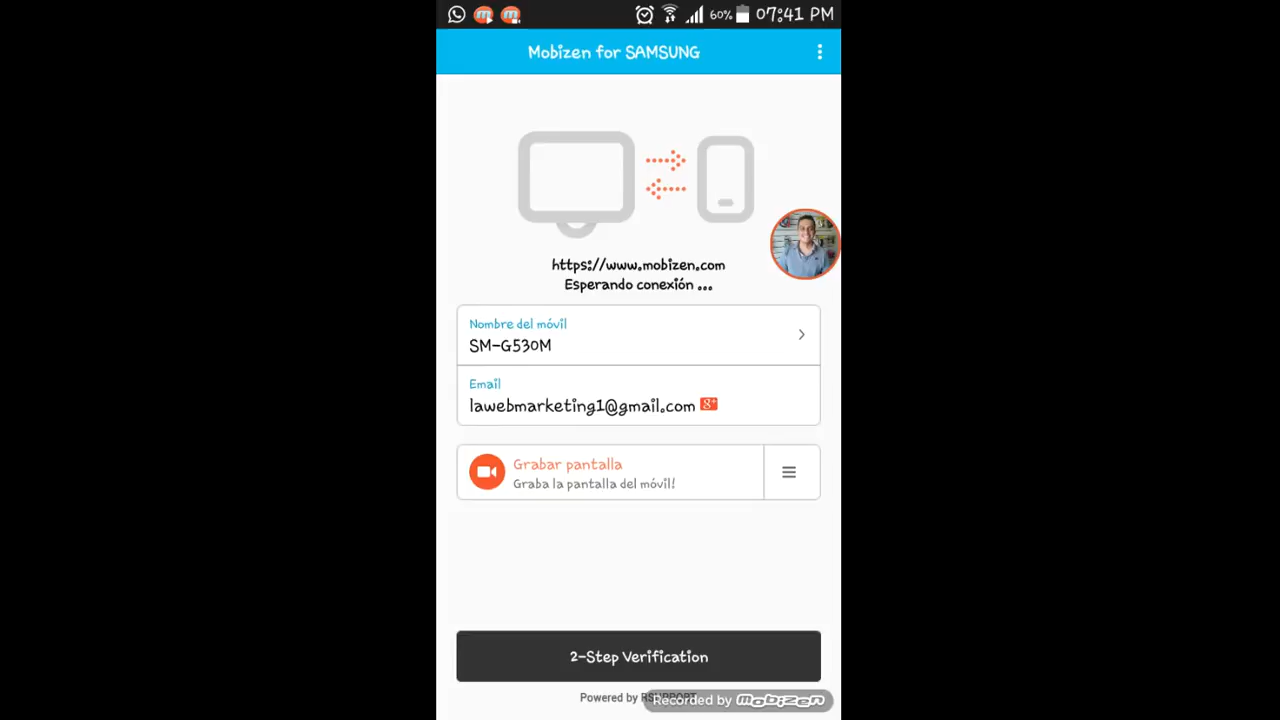 60% 07:41 PM
Mobizen for SAMSUNG
https://www.mobizen.com
Esperando conexión ...
Nombre del móvil
SM-G530M
Email
lawebmarketing1@gmail.com g+
Grabar pantalla
Graba la pantalla del móvil!
2-Step Verification
Powered by RSUPPORT
Recorded by mobizen